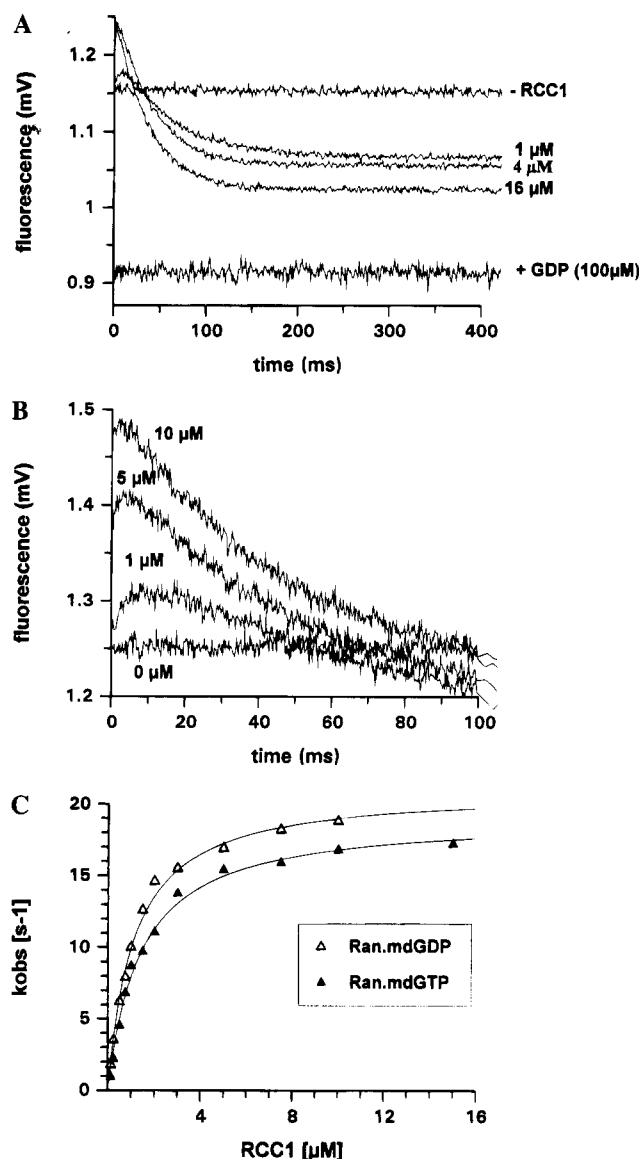 A
fluorescence (mV)
1.2
1.1
1
0.9
- RCC1
1 µM
4 µM
16 µM
+ GDP (100µM)
0
100
200
300
400
time (ms)
B
fluorescence (mV)
1.5
1.4
1.3
1.2
10 µM
5 µM
1 µM
0 µM
0
20
40
60
80
100
time (ms)
C
kobs [s-1]
20
15
10
5
0
Ran.mdGDP
Ran.mdGTP
4
8
12
16
RCC1 [µM]